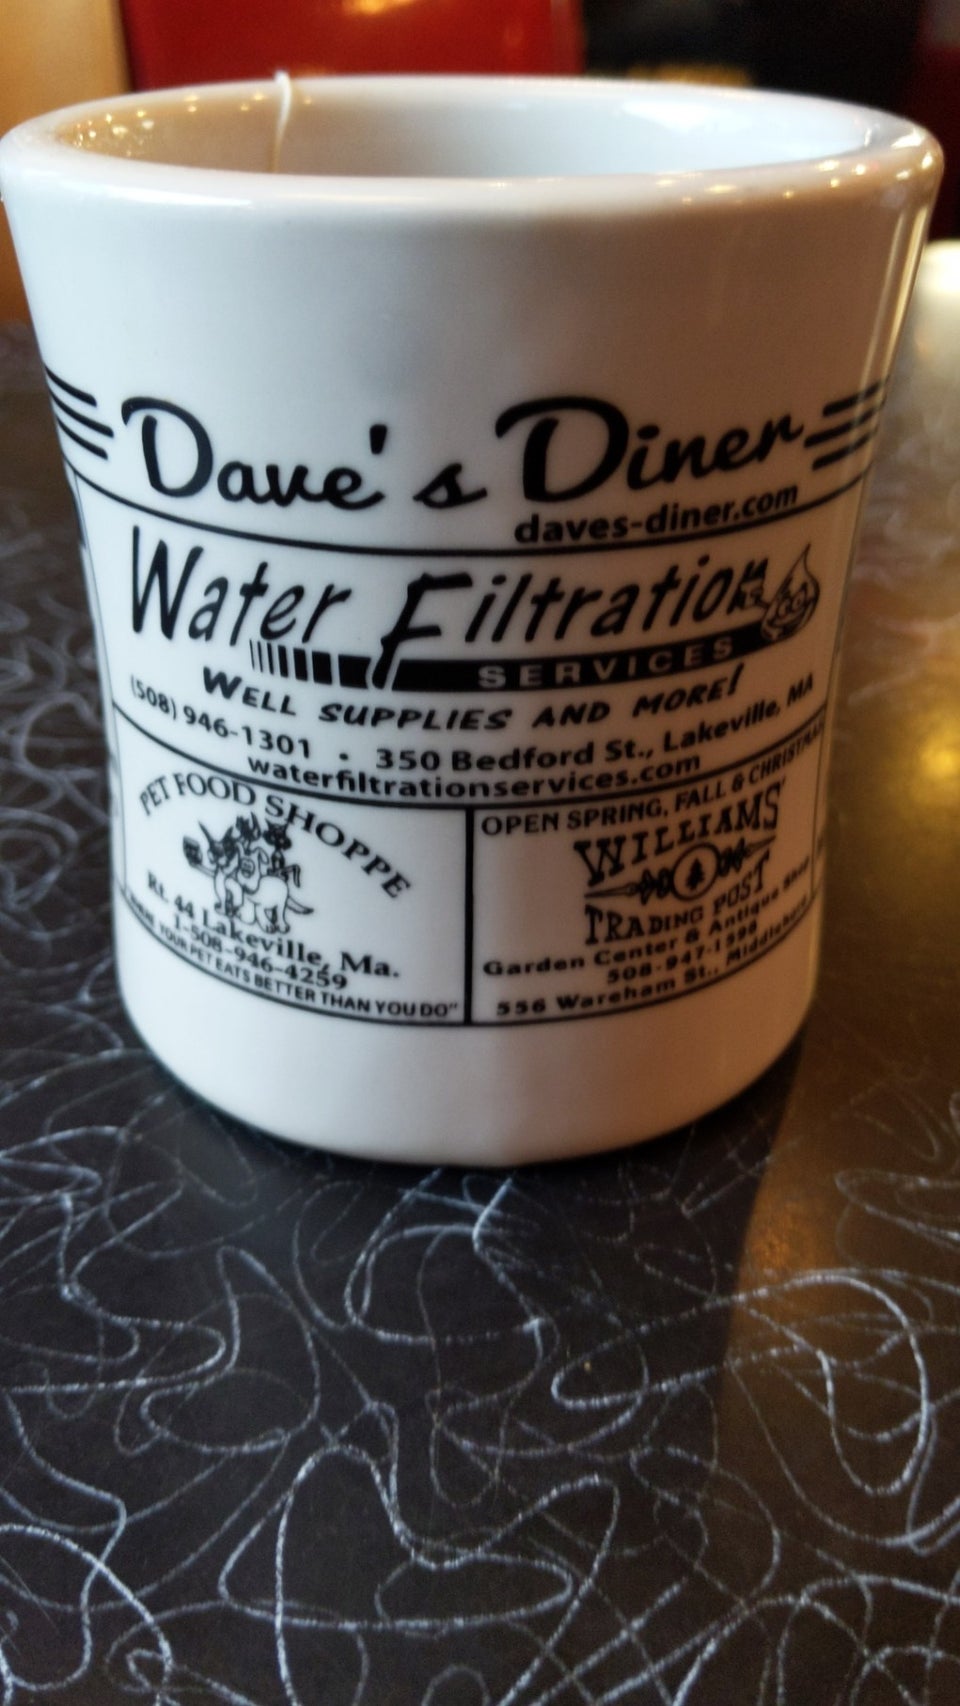 Dave's Diner
daves-diner.com
Water Filtration
SERVICES
WELL SUPPLIES AND MORE!
(508) 946-1301 • 350 Bedford St., Lakeville, MA
waterfiltrationservices.com
PET FOOD SHOPPE
Rt. 44 Lakeville, Ma.
1-508-946-4259
YOUR PET EATS BETTER THAN YOU DO"
OPEN SPRING, FALL & CHRISTMAS
WILLIAMS'
TRADING POST
Garden Center & Antique Shop
508-947-1590
556 Wareham St., Middleboro